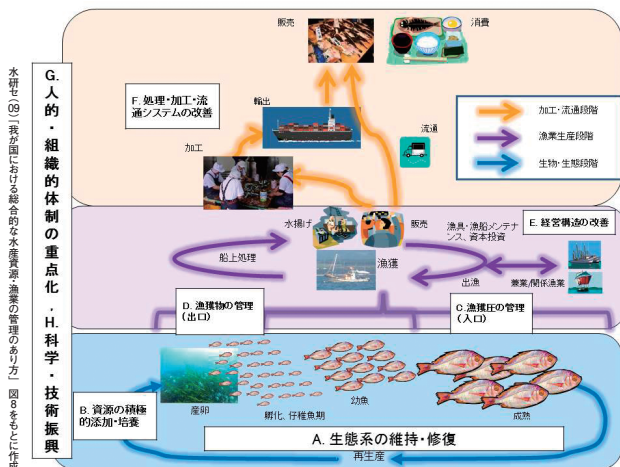 販売
消費
F. 処理・加工・流
通システムの改善
輸出
加工・流通段階
漁業生産段階
生物・生態段階
流通
加工
水揚げ
販売
漁具・漁船メンテナ
ンス、資本投資
E. 経営構造の改善
船上処理
漁獲
出漁
兼業/関係漁業
D. 漁獲物の管理
(出口)
C. 漁獲圧の管理
(入口)
B. 資源の積極
的添加・培養
産卵
孵化、仔稚魚期
幼魚
成熟
A. 生態系の維持・修復
再生産
G. 人的・組織的体制の重点化，H. 科学・技術振興
水研セ(09)「我が国における総合的な水産資源・漁業の管理のあり方」 図8をもとに作成